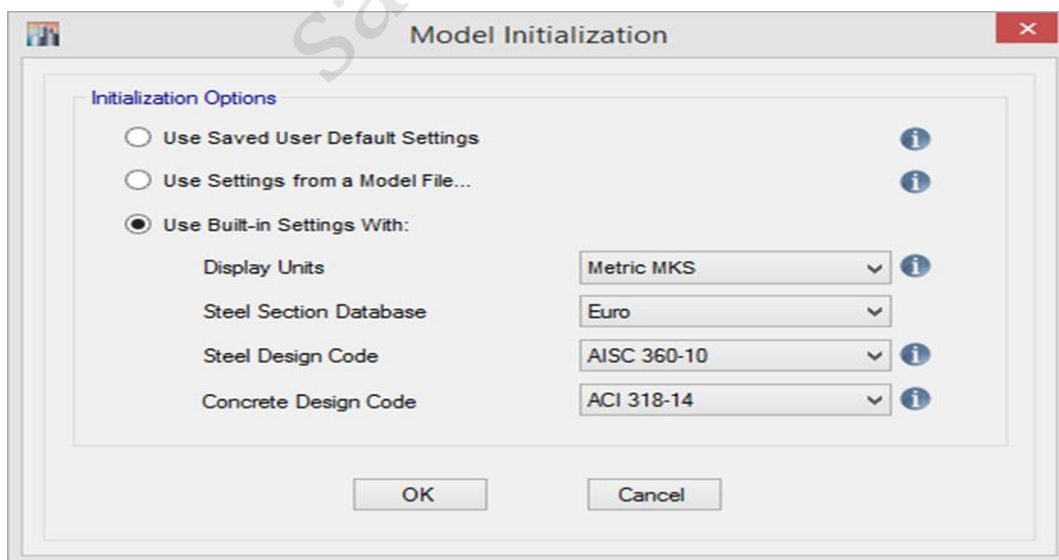 Model Initialization
Initialization Options
Use Saved User Default Settings
Use Settings from a Model File...
Use Built-in Settings With:
Display Units Metric MKS
Steel Section Database Euro
Steel Design Code AISC 360-10
Concrete Design Code ACI 318-14
OK Cancel